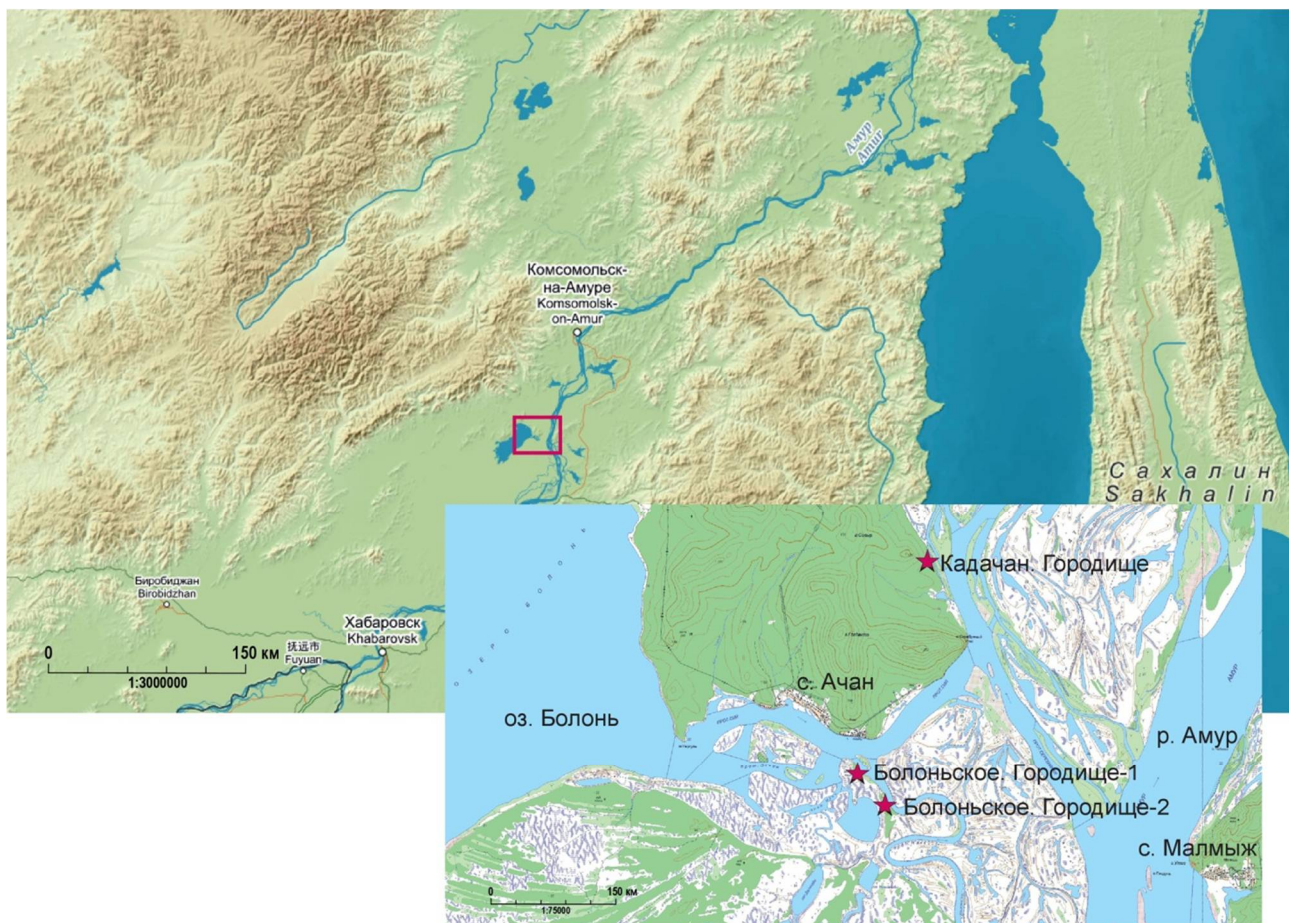 Амур
Amur
Комсомольск-
на-Амуре
Komsomolsk-
on-Amur
Сахалин
Sakhalin
Биробиджан
Birobidzhan
Хабаровск
Khabarovsk
抚远市
Fuyuan
0 150 км
1:3000000
Кадачан. Городище
с. Ачан
оз. Болонь
р. Амур
АМУР
Болоньское. Городище-1
Болоньское. Городище-2
с. Малмыж
0 150 км
1:75000